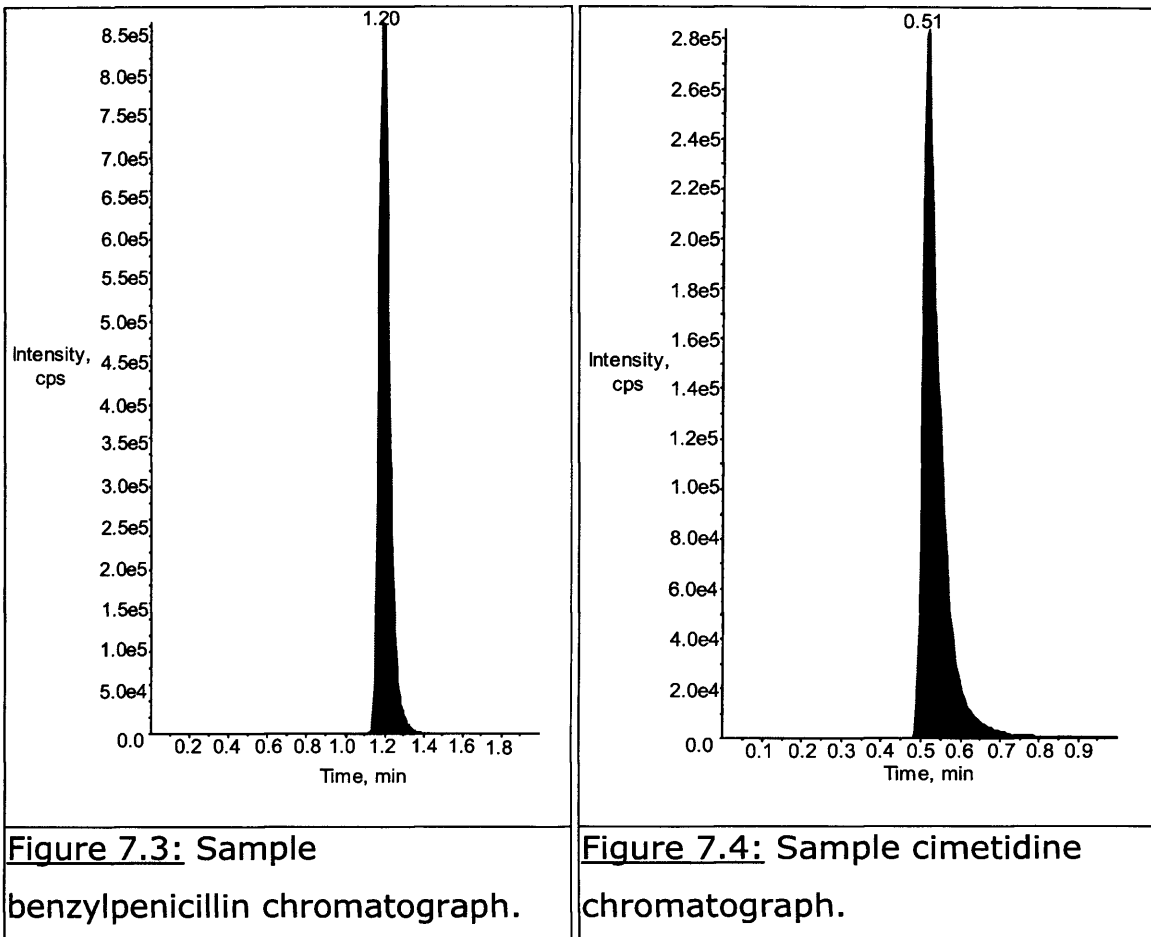 1.20
8.5e5
8.0e5
7.5e5
7.0e5
6.5e5
6.0e5
5.5e5
5.0e5
Intensity,
cps
4.5e5
4.0e5
3.5e5
3.0e5
2.5e5
2.0e5
1.5e5
1.0e5
5.0e4
0.0
0.2 0.4 0.6 0.8 1.0 1.2 1.4 1.6 1.8
Time, min
Figure 7.3: Sample
benzylpenicillin chromatograph.
0.51
2.8e5
2.6e5
2.4e5
2.2e5
2.0e5
1.8e5
1.6e5
Intensity,
cps
1.4e5
1.2e5
1.0e5
8.0e4
6.0e4
4.0e4
2.0e4
0.0
0.1 0.2 0.3 0.4 0.5 0.6 0.7 0.8 0.9
Time, min
Figure 7.4: Sample cimetidine
chromatograph.